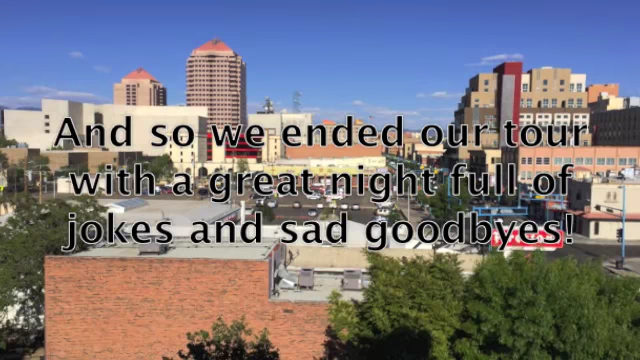 And so we ended our tour
with a great night full of
jokes and sad goodbyes!